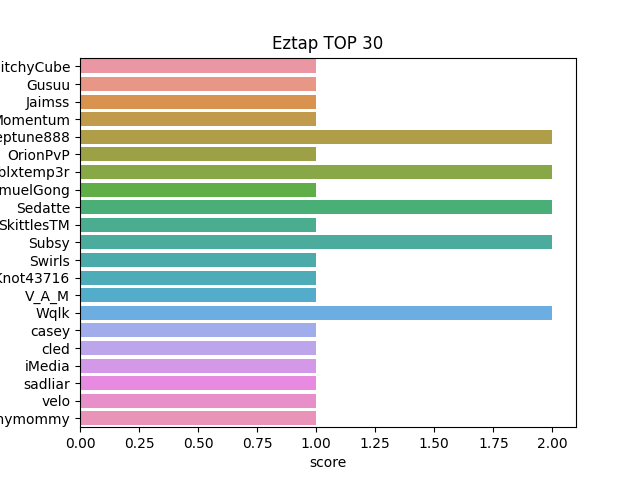 Eztap TOP 30
itchyCube
Gusuu
Jaimss
Momentum
eptune888
OrionPvP
olxtemp3r
muelGong
Sedatte
SkittlesTM
Subsy
Swirls
Knot43716
V_A_M
Wqlk
casey
cled
iMedia
sadliar
velo
nymommy
0.00 0.25 0.50 0.75 1.00 1.25 1.50 1.75 2.00
score